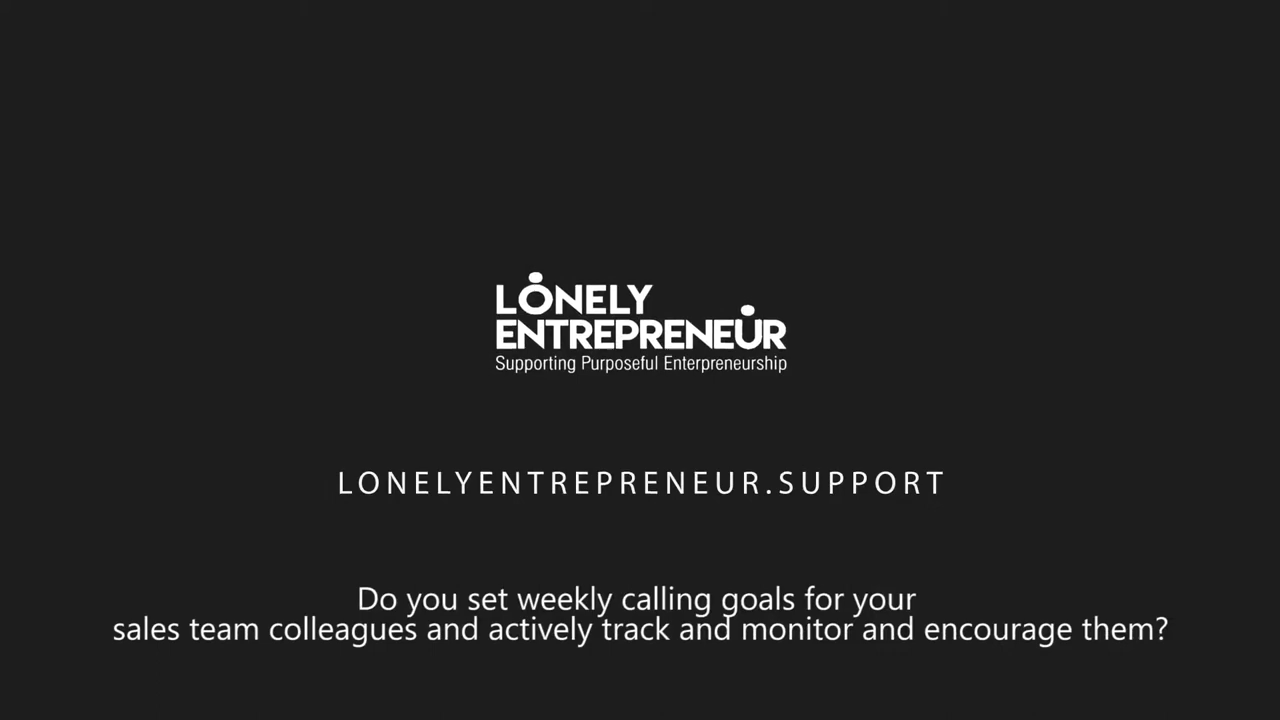 LONELY
ENTREPRENEUR
Supporting Purposeful Enterpreneurship
LONELYENTREPRENEUR.SUPPORT
Do you set weekly calling goals for your
sales team colleagues and actively track and monitor and encourage them?